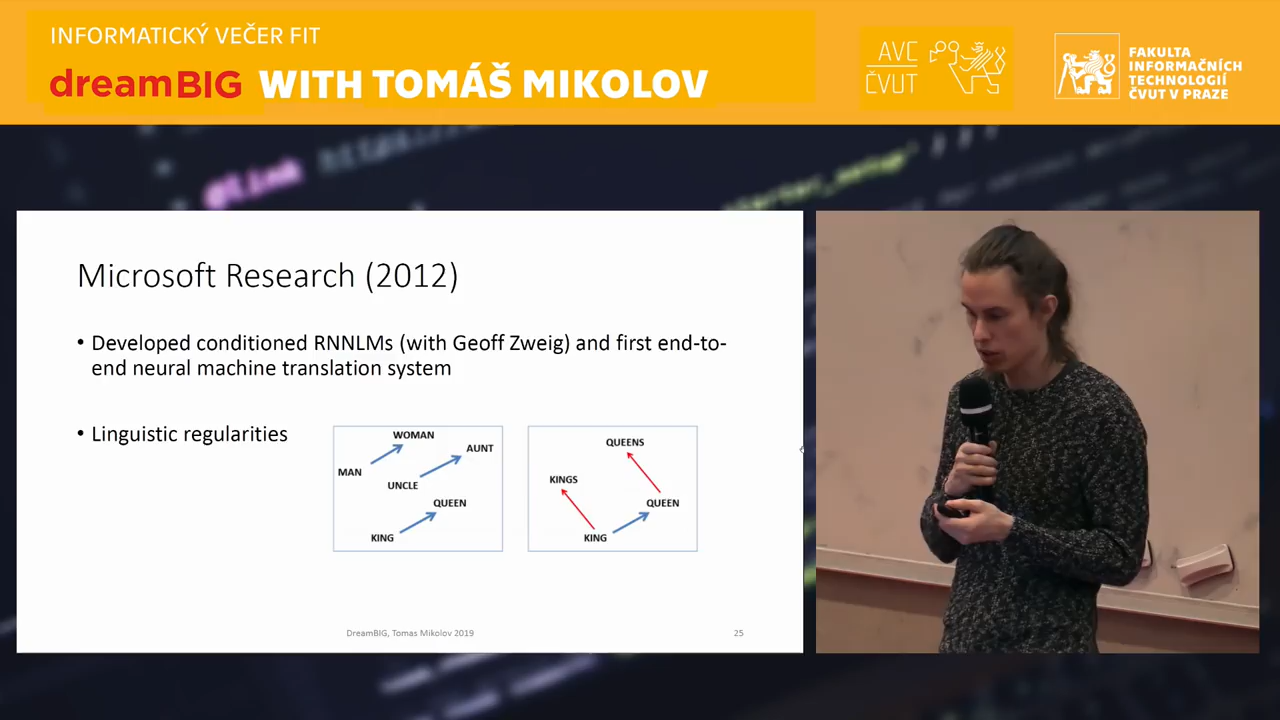 INFORMATICKÝ VEČER FIT
dreamBIG WITH TOMÁŠ MIKOLOV
AVC
ČVUT
FAKULTA
INFORMAČNÍCH
TECHNOLOGIÍ
ČVUT V PRAZE
@link https:
Microsoft Research (2012)
• Developed conditioned RNNLMs (with Geoff Zweig) and first end-to-
end neural machine translation system
• Linguistic regularities
WOMAN
AUNT
MAN
UNCLE
QUEEN
KING
QUEENS
KINGS
QUEEN
KING
DreamBIG, Tomas Mikolov 2019
25